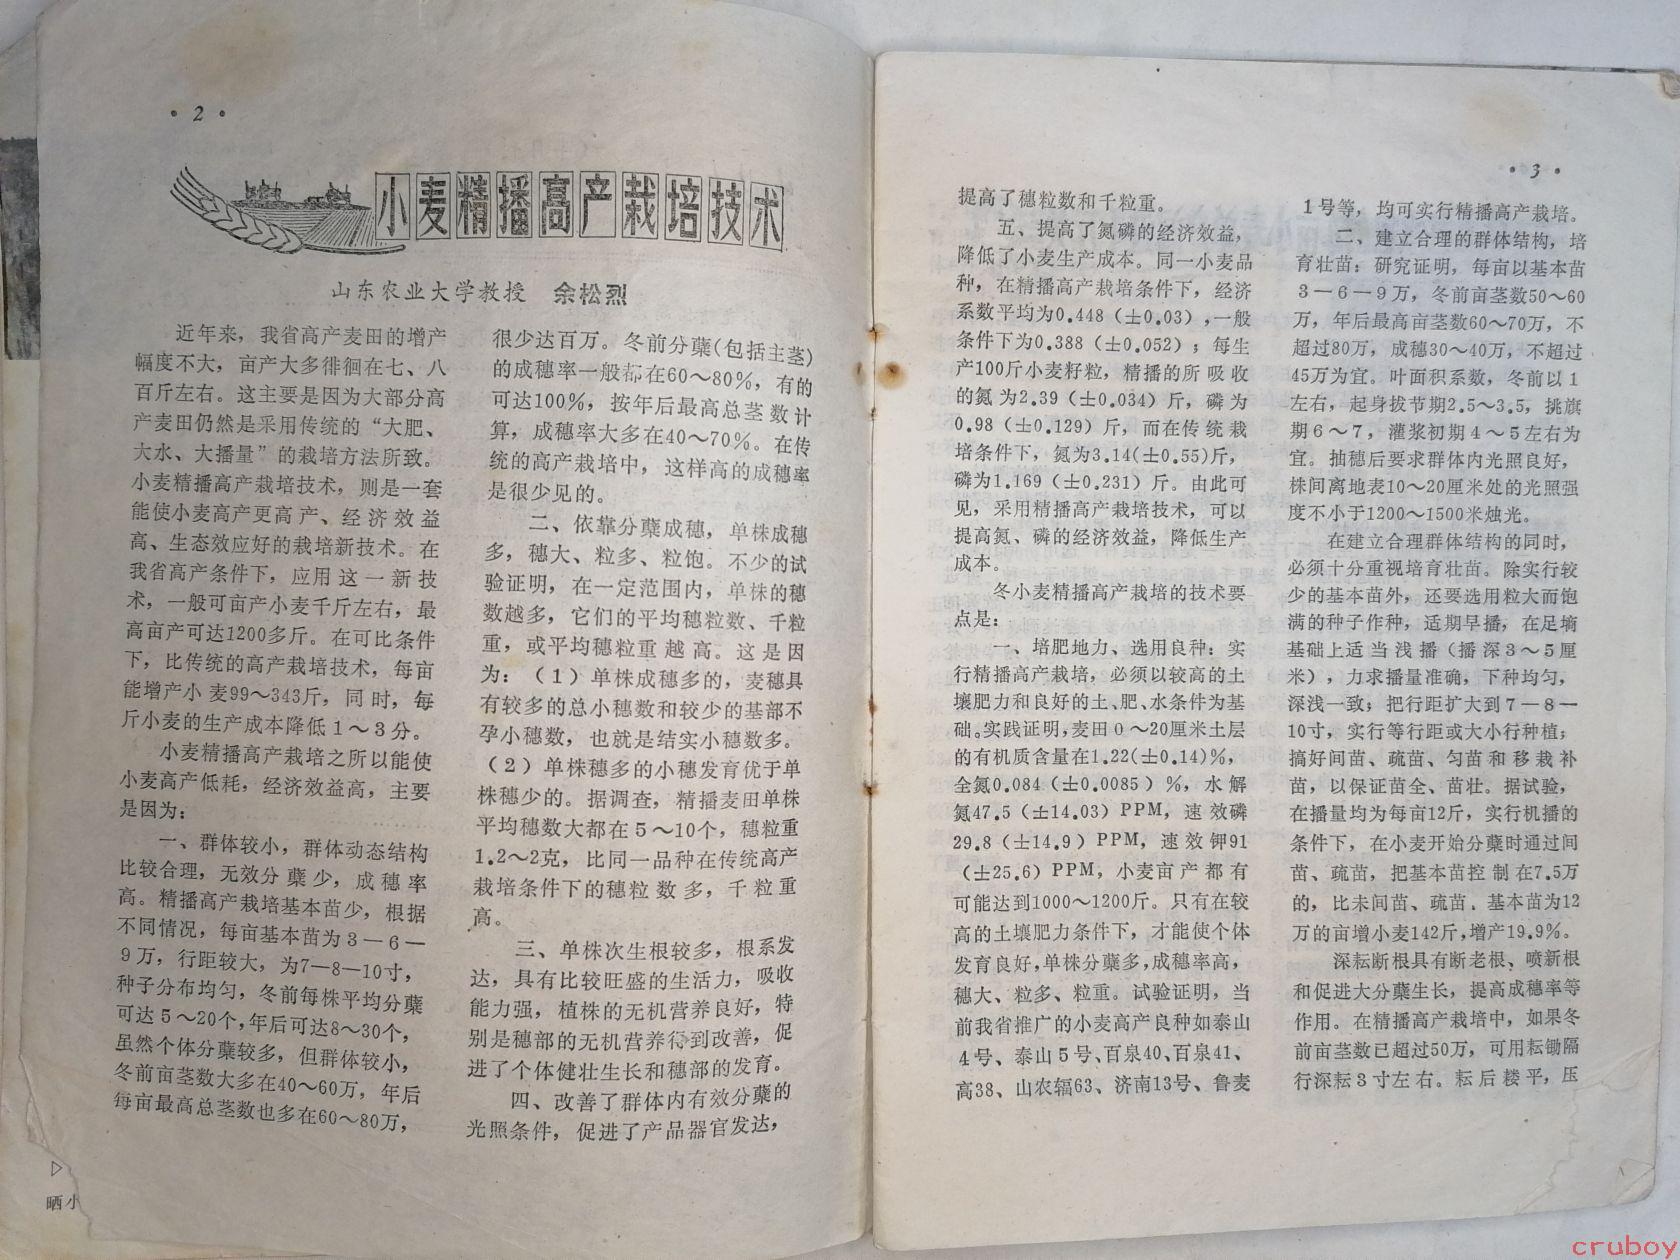 • 2 •
小麦精播高产栽培技术
山东农业大学教授 余松烈
近年来，我省高产麦田的增产
幅度不大，亩产大多徘徊在七、八
百斤左右。这主要是因为大部分高
产麦田仍然是采用传统的“大肥、
大水、大播量”的栽培方法所致。
小麦精播高产栽培技术，则是一套
能使小麦高产更高产、经济效益
高、生态效应好的栽培新技术。在
我省高产条件下，应用这一新技
术，一般可亩产小麦千斤左右，最
高亩产可达1200多斤。在可比条件
下，比传统的高产栽培技术，每亩
能增产小麦99～343斤，同时，每
斤小麦的生产成本降低1～3分。
小麦精播高产栽培之所以能使
小麦高产低耗，经济效益高，主要
是因为：
一、群体较小，群体动态结构
比较合理，无效分蘖少，成穗率
高。精播高产栽培基本苗少，根据
不同情况，每亩基本苗为3—6—
9万，行距较大，为7—8—10寸，
种子分布均匀，冬前每株平均分蘖
可达5～20个，年后可达8～30个，
虽然个体分蘖较多，但群体较小，
冬前亩茎数大多在40～60万，年后
每亩最高总茎数也多在60～80万，
很少达百万。冬前分蘖（包括主茎）
的成穗率一般都在60～80%，有的
可达100%，按年后最高总茎数计
算，成穗率大多在40～70%。在传
统的高产栽培中，这样高的成穗率
是很少见的。
二、依靠分蘖成穗，单株成穗
多，穗大、粒多、粒饱。不少的试
验证明，在一定范围内，单株的穗
数越多，它们的平均穗粒数、千粒
重，或平均穗粒重越高。这是因
为：（1）单株成穗多的，麦穗具
有较多的总小穗数和较少的基部不
孕小穗数，也就是结实小穗数多。
（2）单株穗多的小穗发育优于单
株穗少的。据调查，精播麦田单株
平均穗数大都在5～10个，穗粒重
1.2～2克，比同一品种在传统高产
栽培条件下的穗粒数多，千粒重
高。
三、单株次生根较多，根系发
达，具有比较旺盛的生活力，吸收
能力强，植株的无机营养良好，特
别是穗部的无机营养得到改善，促
进了个体健壮生长和穗部的发育。
四、改善了群体内有效分蘖的
光照条件，促进了产品器官发达，
▷
晒小
• 3 •
提高了穗粒数和千粒重。
五、提高了氮磷的经济效益，
降低了小麦生产成本。同一小麦品
种，在精播高产栽培条件下，经济
系数平均为0.448（±0.03），一般
条件下为0.388（±0.052）；每生
产100斤小麦籽粒，精播的所吸收
的氮为2.39（±0.034）斤，磷为
0.98（±0.129）斤，而在传统栽
培条件下，氮为3.14（±0.55）斤，
磷为1.169（±0.231）斤。由此可
见，采用精播高产栽培技术，可以
提高氮、磷的经济效益，降低生产
成本。
冬小麦精播高产栽培的技术要
点是：
一、培肥地力、选用良种：实
行精播高产栽培，必须以较高的土
壤肥力和良好的土、肥、水条件为基
础。实践证明，麦田0～20厘米土层
的有机质含量在1.22（±0.14）%，
全氮0.084（±0.0085）%，水解
氮47.5（±14.03）PPM，速效磷
29.8（±14.9）PPM，速效钾91
（±25.6）PPM，小麦亩产都有
可能达到1000～1200斤。只有在较
高的土壤肥力条件下，才能使个体
发育良好，单株分蘖多，成穗率高，
穗大、粒多、粒重。试验证明，当
前我省推广的小麦高产良种如泰山
4号、泰山5号、百泉40、百泉41、
高38、山农辐63、济南13号、鲁麦
1号等，均可实行精播高产栽培。
二、建立合理的群体结构，培
育壮苗：研究证明，每亩以基本苗
3—6—9万，冬前亩茎数50～60
万，年后最高亩茎数60～70万，不
超过80万，成穗30～40万，不超过
45万为宜。叶面积系数，冬前以1
左右，起身拔节期2.5～3.5，挑旗
期6～7，灌浆初期4～5左右为
宜。抽穗后要求群体内光照良好，
株间离地表10～20厘米处的光照强
度不小于1200～1500米烛光。
在建立合理群体结构的同时，
必须十分重视培育壮苗。除实行较
少的基本苗外，还要选用粒大而饱
满的种子作种，适期早播，在足墒
基础上适当浅播（播深3～5厘
米），力求播量准确，下种均匀，
深浅一致；把行距扩大到7—8—
10寸，实行等行距或大小行种植；
搞好间苗、疏苗、匀苗和移栽补
苗，以保证苗全、苗壮。据试验，
在播量均为每亩12斤，实行机播的
条件下，在小麦开始分蘖时通过间
苗、疏苗，把基本苗控制在7.5万
的，比未间苗、疏苗．基本苗为12
万的亩增小麦142斤，增产19.9%。
深耘断根具有断老根、喷新根
和促进大分蘖生长，提高成穗率等
作用。在精播高产栽培中，如果冬
前亩茎数已超过50万，可用耘锄隔
行深耘3寸左右。耘后耧平，压
cruboy